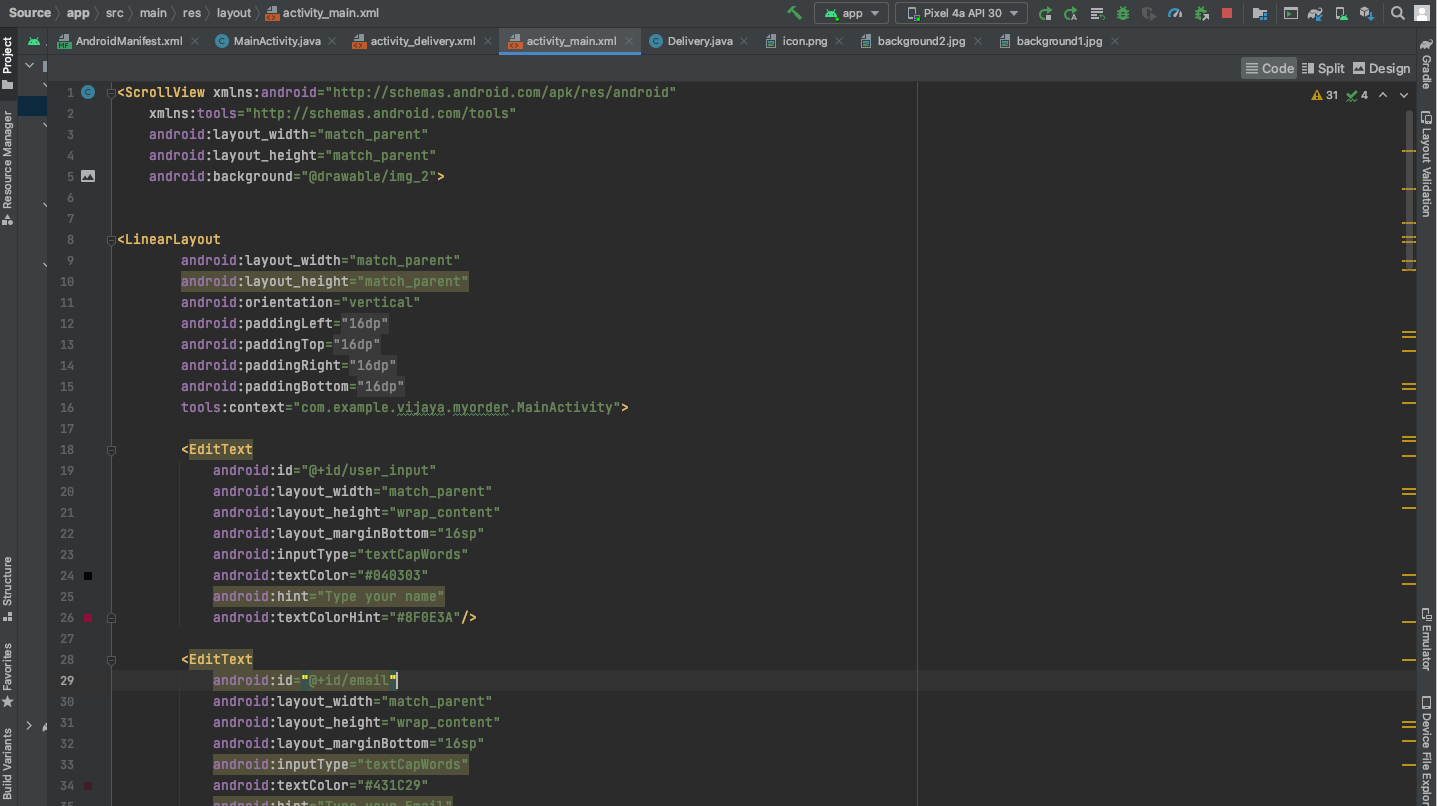 Source app src main res layout activity_main.xml
app Pixel 4a API 30
AndroidManifest.xml MainActivity.java activity_delivery.xml activity_main.xml Delivery.java icon.png background2.jpg background1.jpg
Code Split Design
31 4
1 <ScrollView xmlns:android="http://schemas.android.com/apk/res/android"
2 xmlns:tools="http://schemas.android.com/tools"
3 android:layout_width="match_parent"
4 android:layout_height="match_parent"
5 android:background="@drawable/img_2">
6
7
8 <LinearLayout
9 android:layout_width="match_parent"
10 android:layout_height="match_parent"
11 android:orientation="vertical"
12 android:paddingLeft="16dp"
13 android:paddingTop="16dp"
14 android:paddingRight="16dp"
15 android:paddingBottom="16dp"
16 tools:context="com.example.vijaya.myorder.MainActivity">
17
18 <EditText
19 android:id="@+id/user_input"
20 android:layout_width="match_parent"
21 android:layout_height="wrap_content"
22 android:layout_marginBottom="16sp"
23 android:inputType="textCapWords"
24 android:textColor="#040303"
25 android:hint="Type your name"
26 android:textColorHint="#8F0E3A"/>
27
28 <EditText
29 android:id="@+id/email"
30 android:layout_width="match_parent"
31 android:layout_height="wrap_content"
32 android:layout_marginBottom="16sp"
33 android:inputType="textCapWords"
34 android:textColor="#431C29"
35 android:hint="Type your Email"
Project
Resource Manager
Structure
Favorites
Build Variants
Gradle
Layout Validation
Emulator
Device File Explor